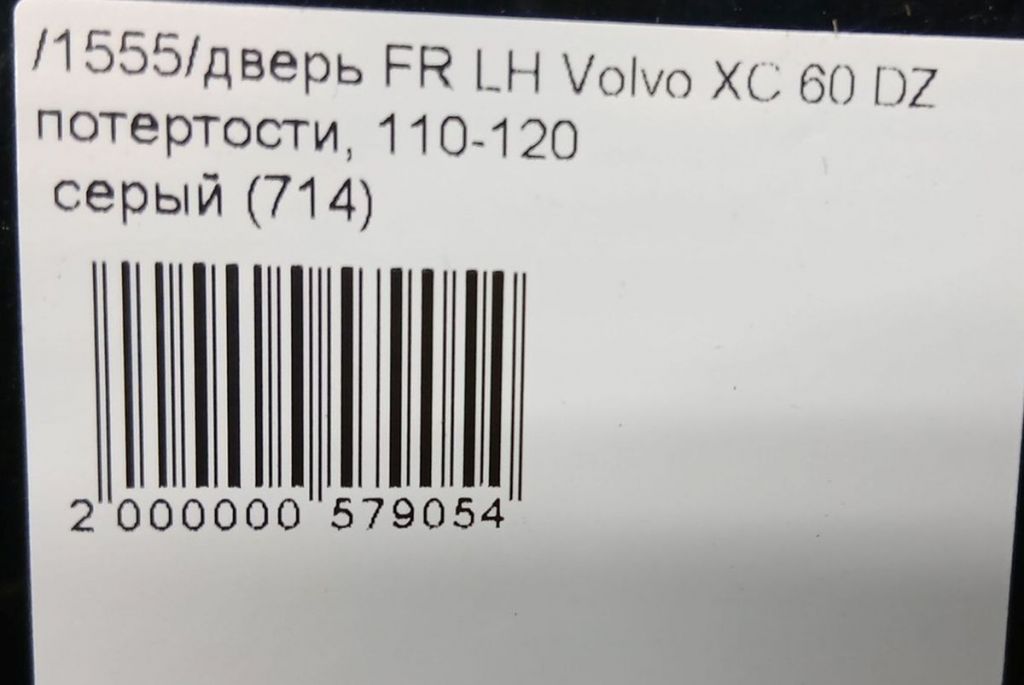 /1555/дверь FR LH Volvo XC 60 DZ
потертости, 110-120
серый (714)
2 000000 579054